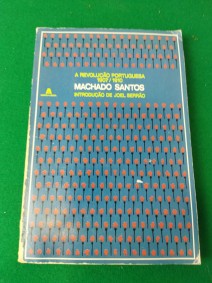 A REVOLUÇÃO PORTUGUESA
1907/1910
MACHADO SANTOS
INTRODUÇÃO DE JOEL SERRÃO